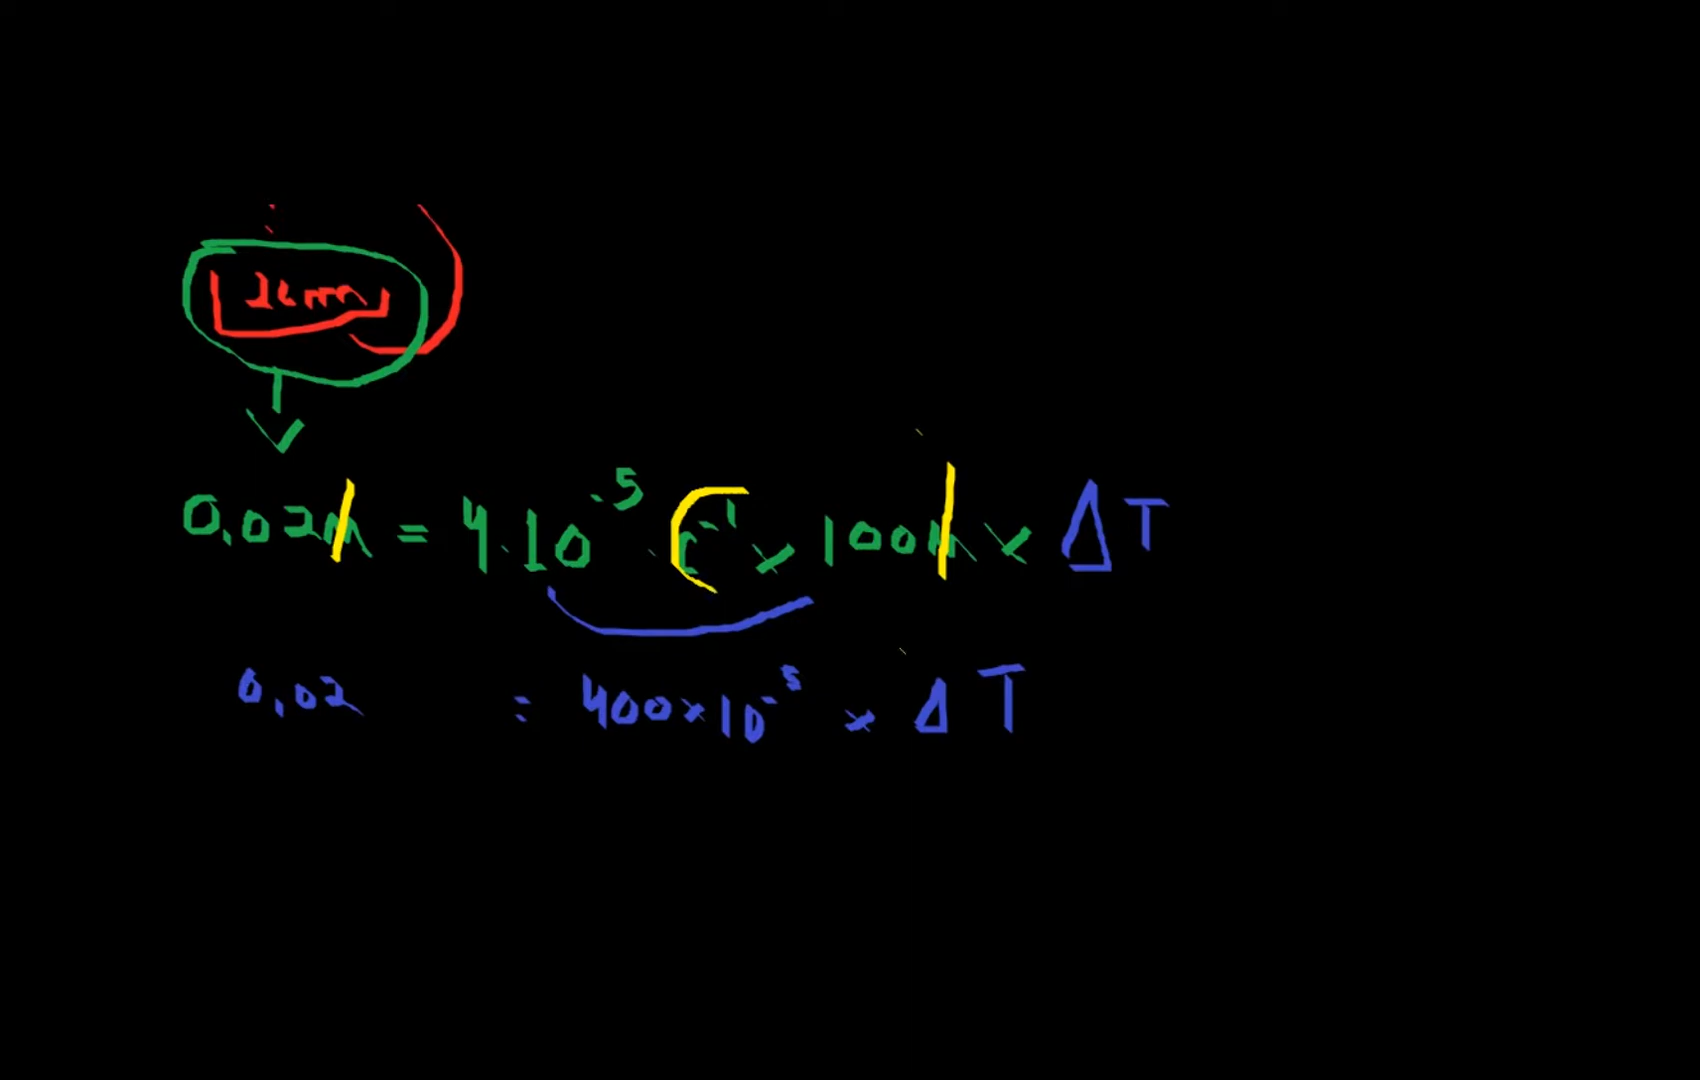 2cm
0,02m = 4.10⁻⁵ . C⁻¹ × 100m × ΔT
0,02 = 400×10⁻⁵ × ΔT